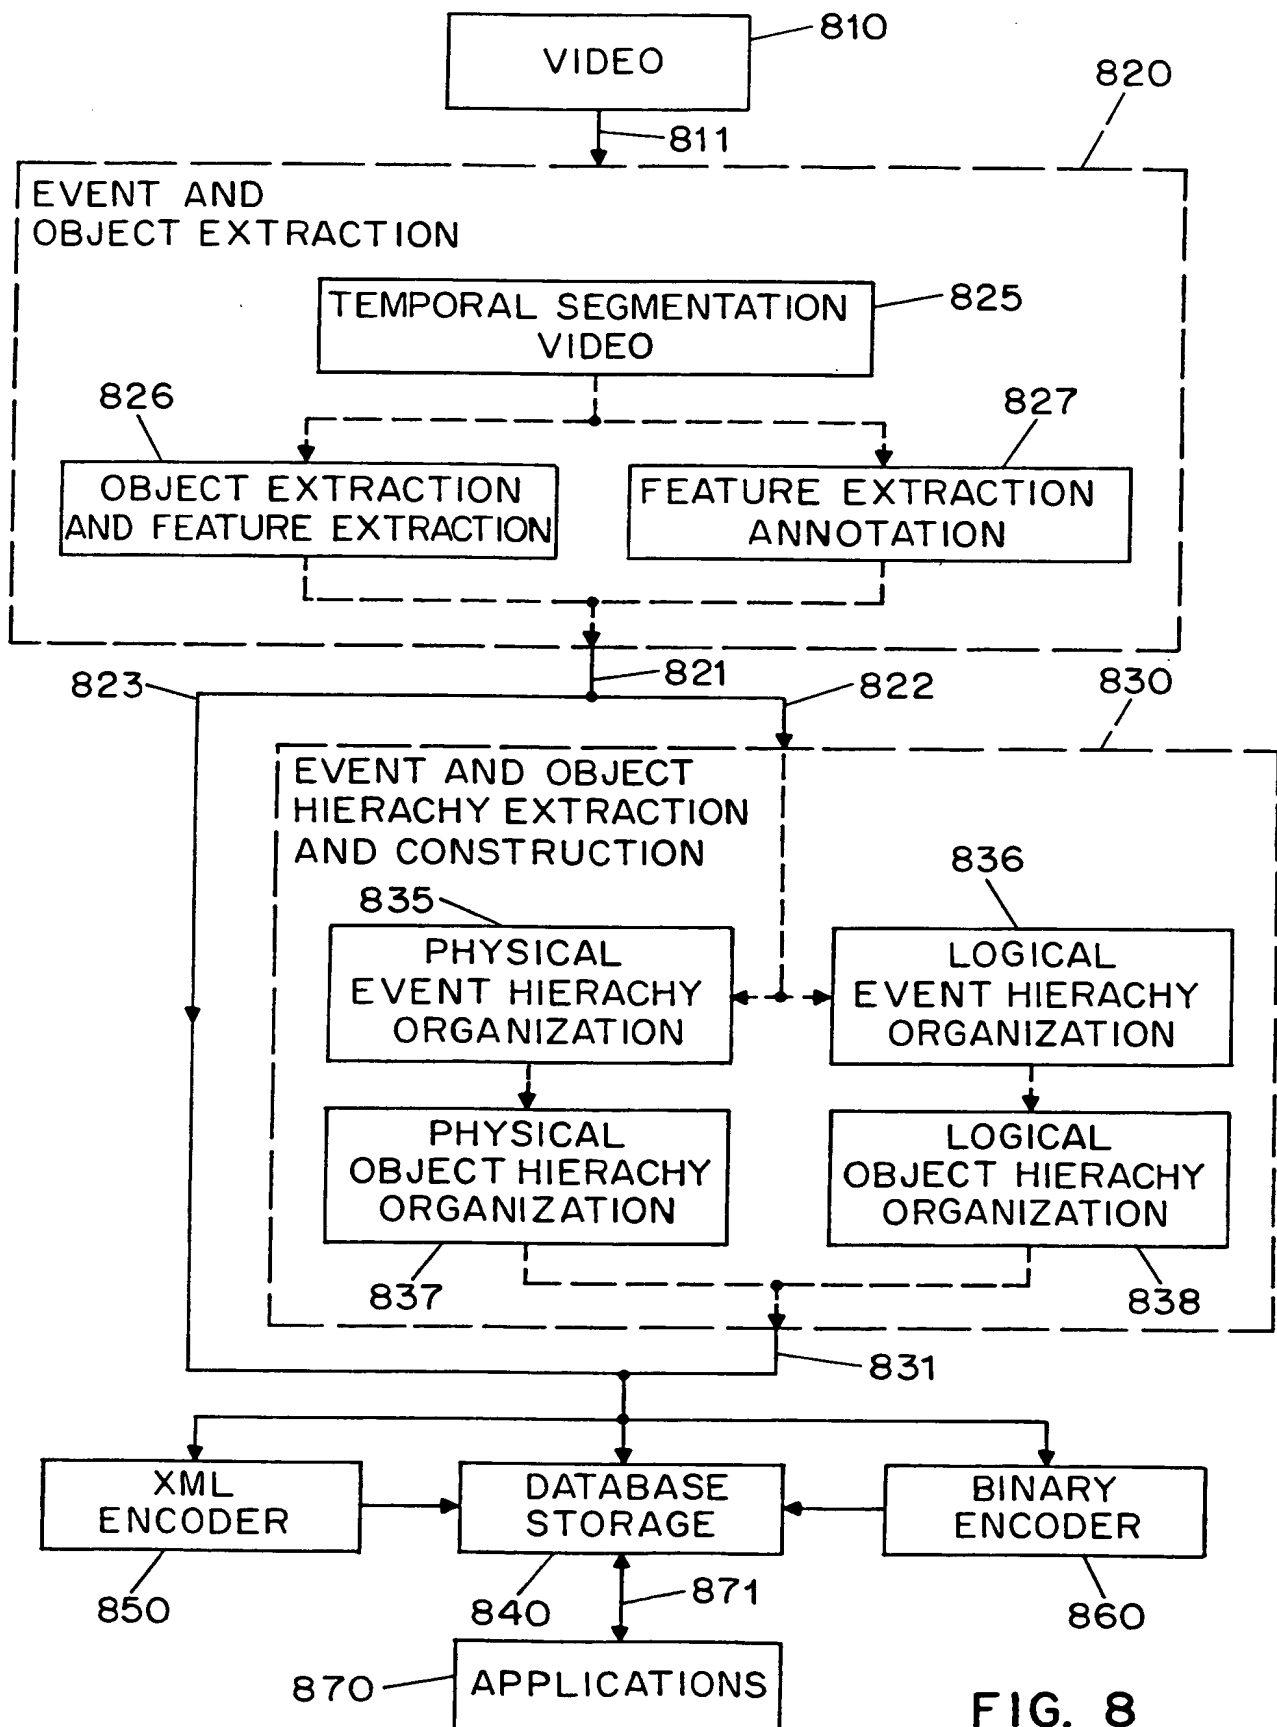 810
VIDEO
820
811
EVENT AND
OBJECT EXTRACTION
825
TEMPORAL SEGMENTATION
VIDEO
826
827
OBJECT EXTRACTION
AND FEATURE EXTRACTION
FEATURE EXTRACTION
ANNOTATION
823
821
822
830
EVENT AND OBJECT
HIERACHY EXTRACTION
AND CONSTRUCTION
835
836
PHYSICAL
EVENT HIERACHY
ORGANIZATION
LOGICAL
EVENT HIERACHY
ORGANIZATION
PHYSICAL
OBJECT HIERACHY
ORGANIZATION
LOGICAL
OBJECT HIERACHY
ORGANIZATION
837
838
831
XML
ENCODER
DATABASE
STORAGE
BINARY
ENCODER
850
840
871
860
870
APPLICATIONS
FIG. 8